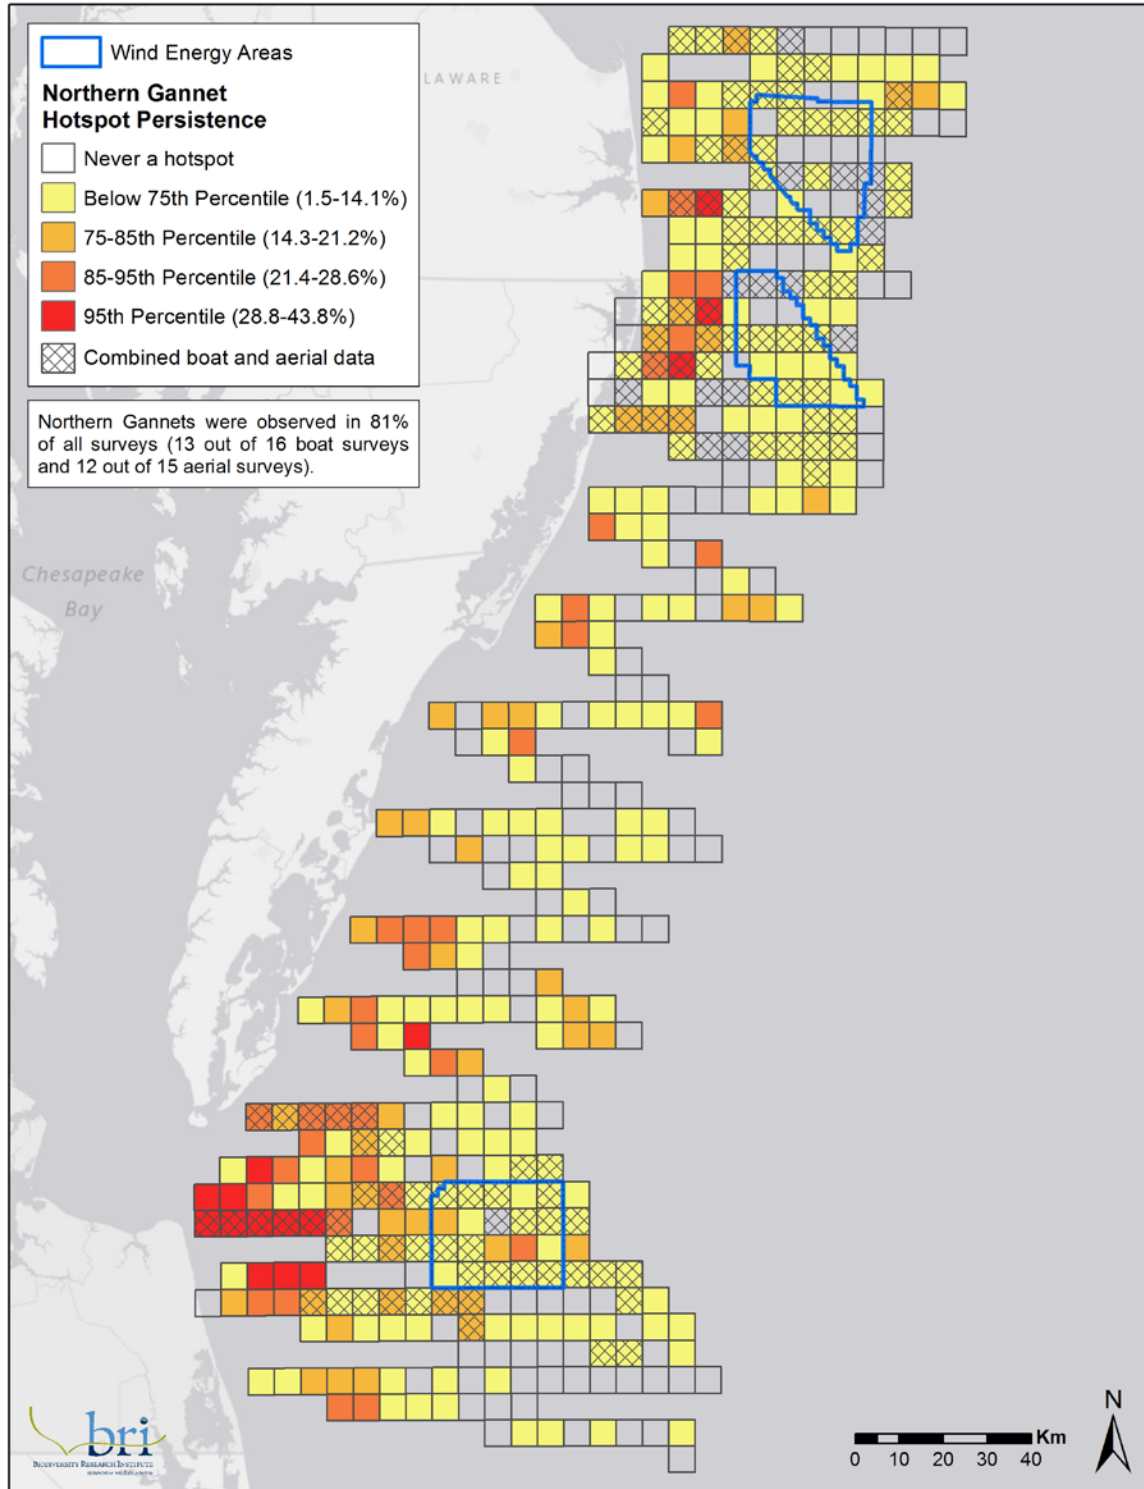 Wind Energy Areas
Northern Gannet
Hotspot Persistence
Never a hotspot
Below 75th Percentile (1.5-14.1%)
75-85th Percentile (14.3-21.2%)
85-95th Percentile (21.4-28.6%)
95th Percentile (28.8-43.8%)
Combined boat and aerial data
Northern Gannets were observed in 81%
of all surveys (13 out of 16 boat surveys
and 12 out of 15 aerial surveys).
LAWARE
Chesapeake
Bay
bri
BIODIVERSITY RESEARCH INSTITUTE
N
Km
0 10 20 30 40